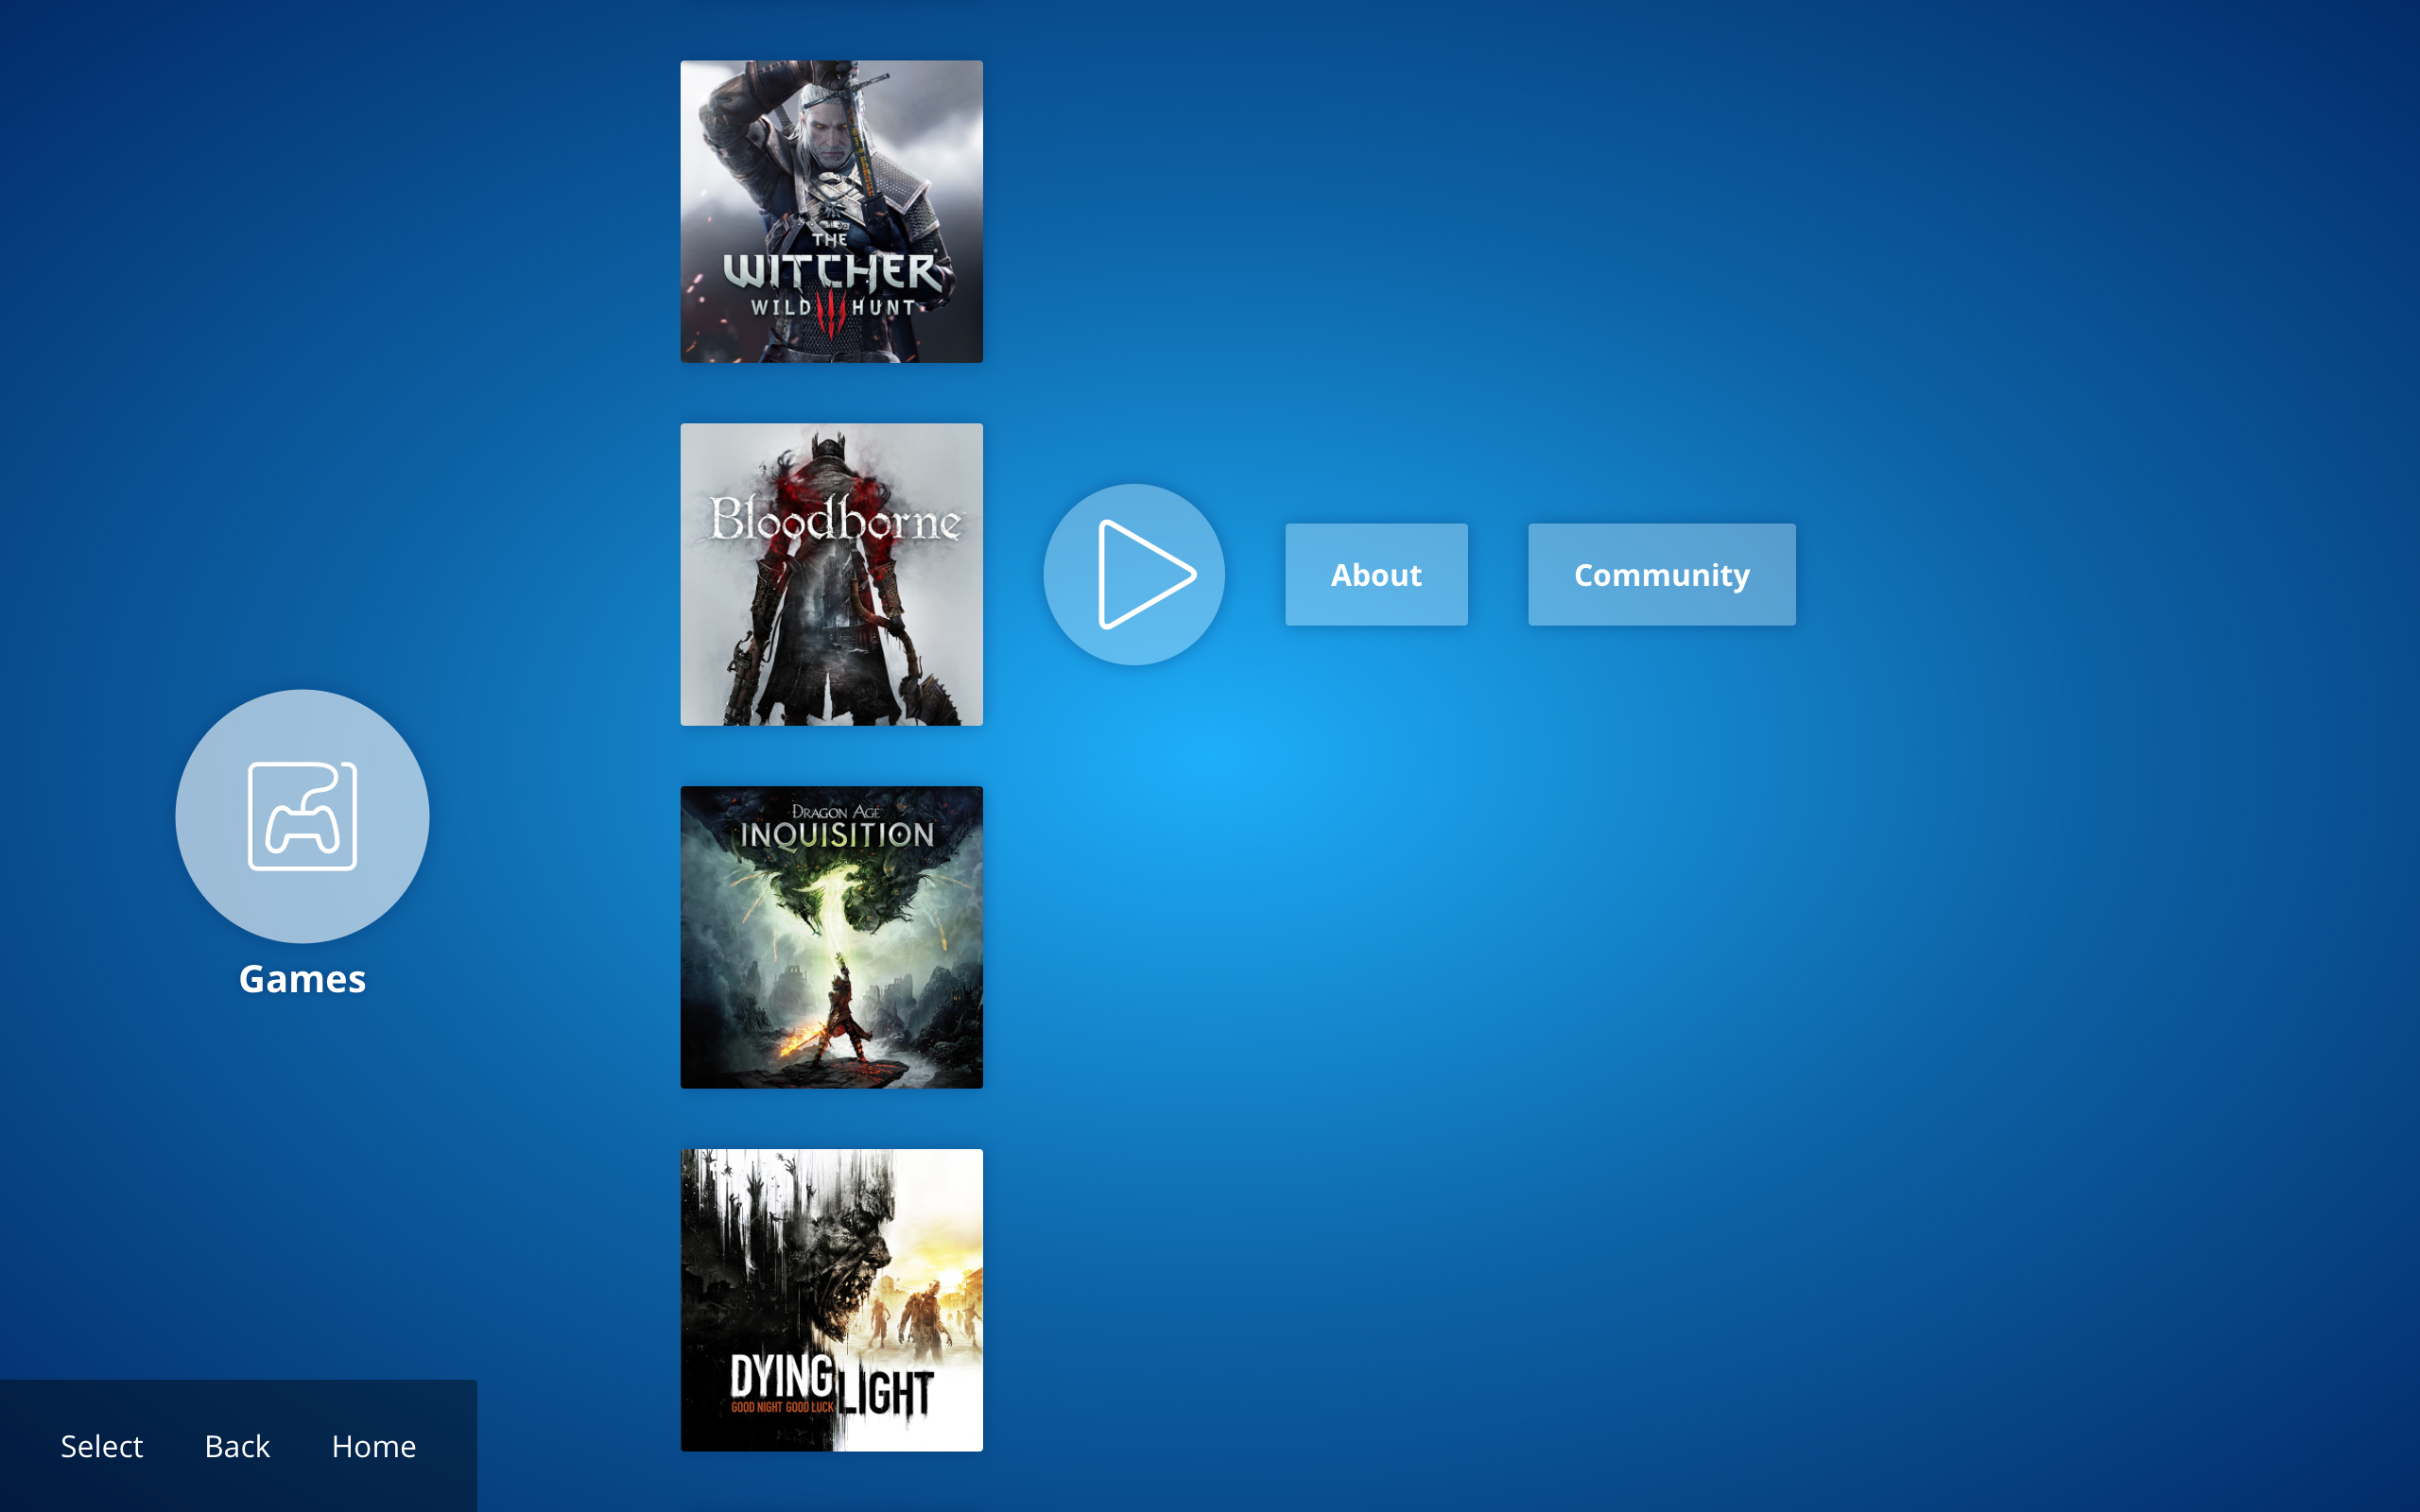 THE
WITCHER
WILD HUNT
Bloodborne
About
Community
DRAGON AGE
INQUISITION
Games
DYING LIGHT
GOOD NIGHT GOOD LUCK
Select
Back
Home